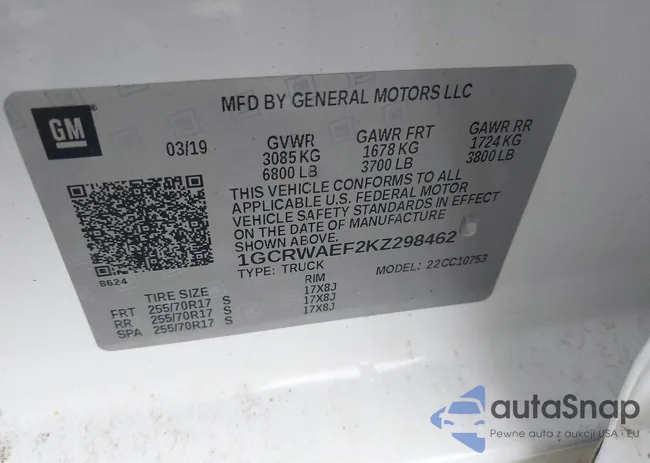 GM
MFD BY GENERAL MOTORS LLC
03/19 GVWR GAWR FRT GAWR RR
3085 KG 1678 KG 1724 KG
6800 LB 3700 LB 3800 LB
THIS VEHICLE CONFORMS TO ALL
APPLICABLE U.S. FEDERAL MOTOR
VEHICLE SAFETY STANDARDS IN EFFECT
ON THE DATE OF MANUFACTURE
SHOWN ABOVE.
1GCRWAEF2KZ298462
TYPE: TRUCK MODEL: 22CC10753
8624
TIRE SIZE RIM
FRT 255/70R17 S 17X8J
RR 255/70R17 S 17X8J
SPA 255/70R17 S 17X8J
autoSnap
Pewne auta z aukcji USA i EU